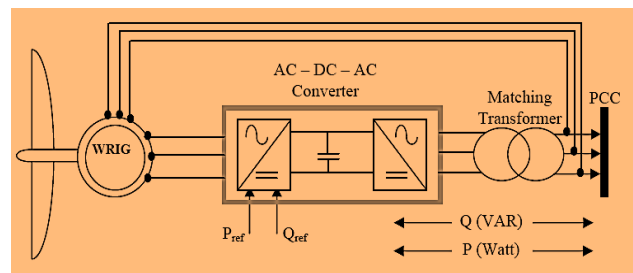 AC – DC – AC
Converter
Matching
Transformer
PCC
WRIG
Pref
Qref
Q (VAR)
P (Watt)